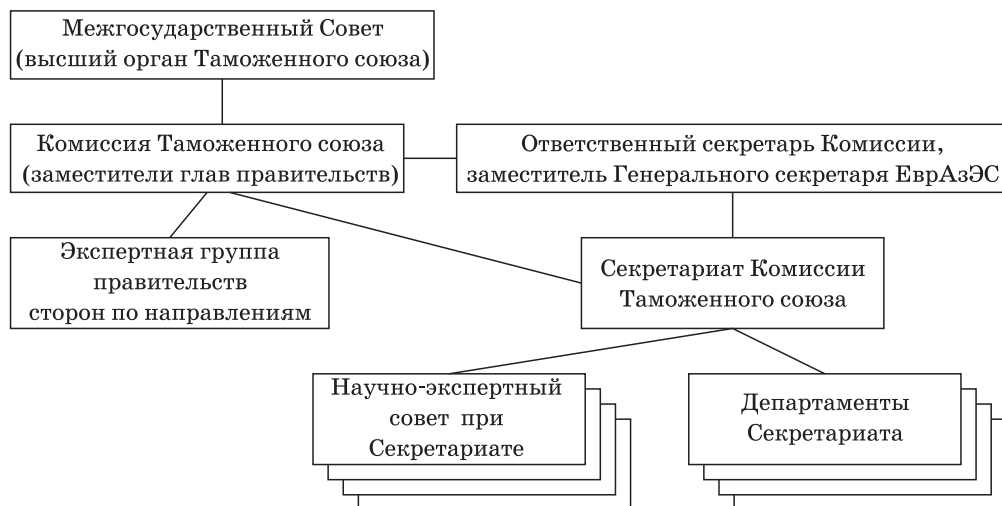 Межгосударственный Совет
(высший орган Таможенного союза)
Комиссия Таможенного союза
(заместители глав правительств)
Ответственный секретарь Комиссии,
заместитель Генерального секретаря ЕврАзЭС
Экспертная группа
правительств
сторон по направлениям
Секретариат Комиссии
Таможенного союза
Научно-экспертный
совет при
Секретариате
Департаменты
Секретариата